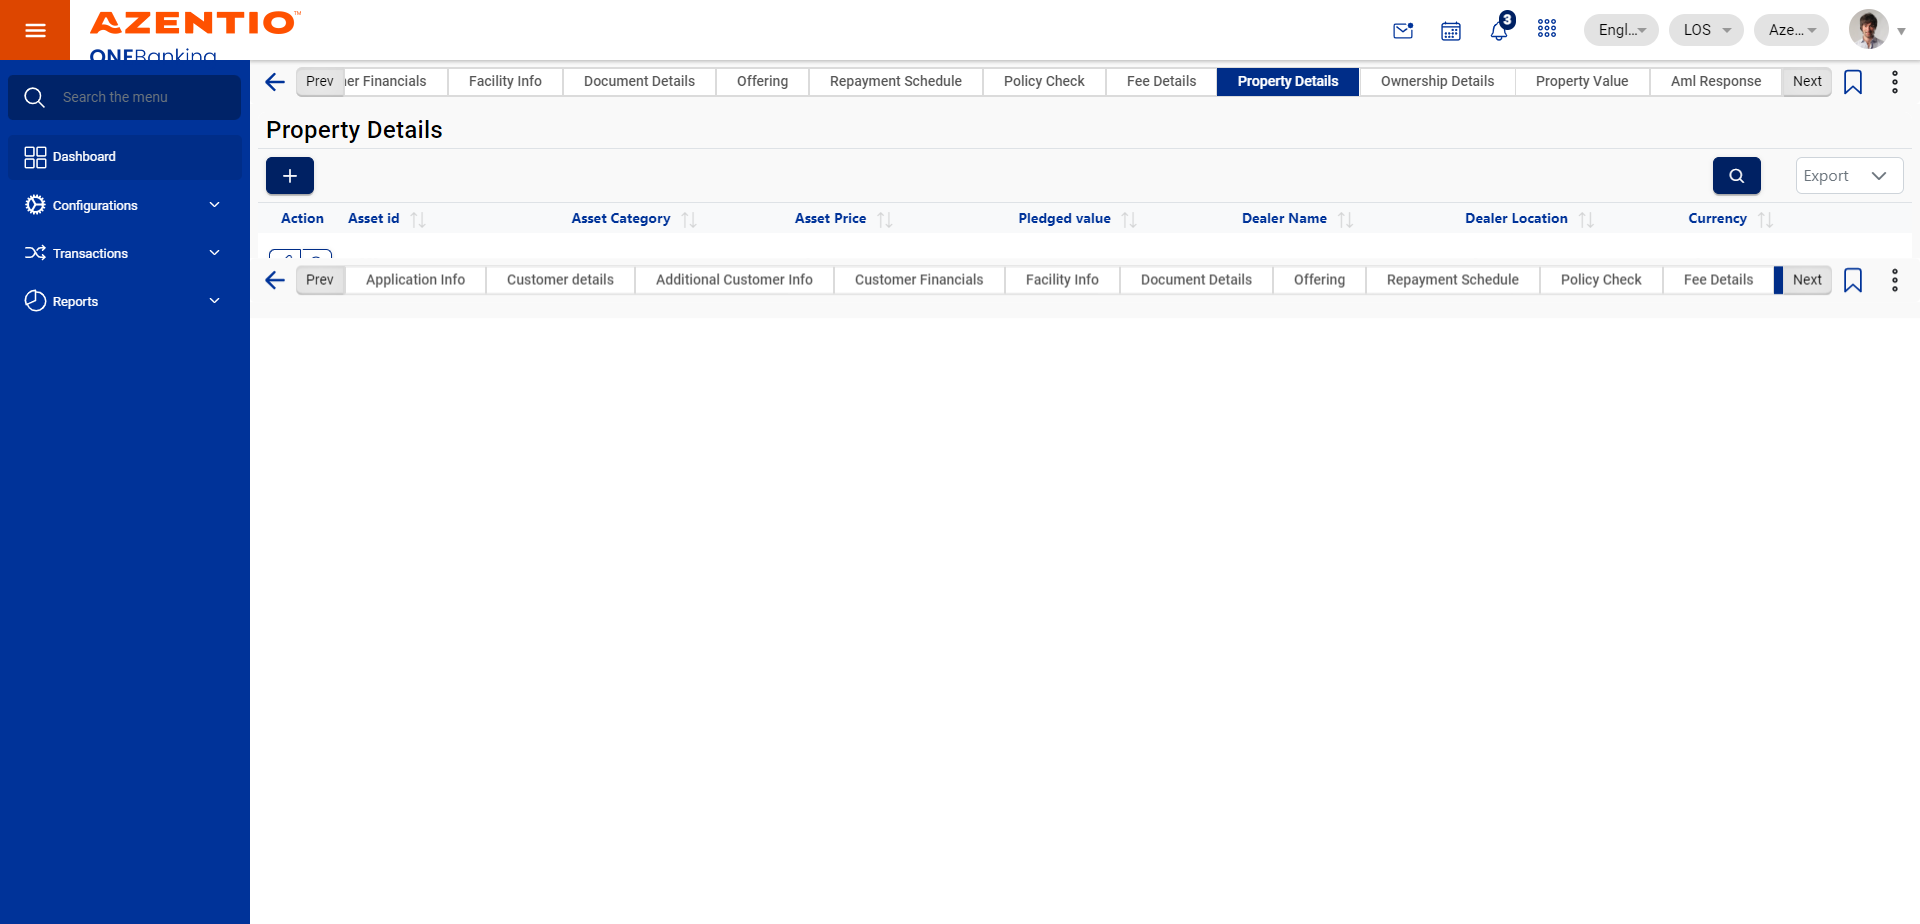 AZENTIO™
ONEBanking
Engl...
LOS
Aze...
3
Search the menu
Dashboard
Configurations
Transactions
Reports
Prev
er Financials
Facility Info
Document Details
Offering
Repayment Schedule
Policy Check
Fee Details
Property Details
Ownership Details
Property Value
Aml Response
Next
Property Details
Export
Action
Asset id
Asset Category
Asset Price
Pledged value
Dealer Name
Dealer Location
Currency
Prev
Application Info
Customer details
Additional Customer Info
Customer Financials
Facility Info
Document Details
Offering
Repayment Schedule
Policy Check
Fee Details
Next